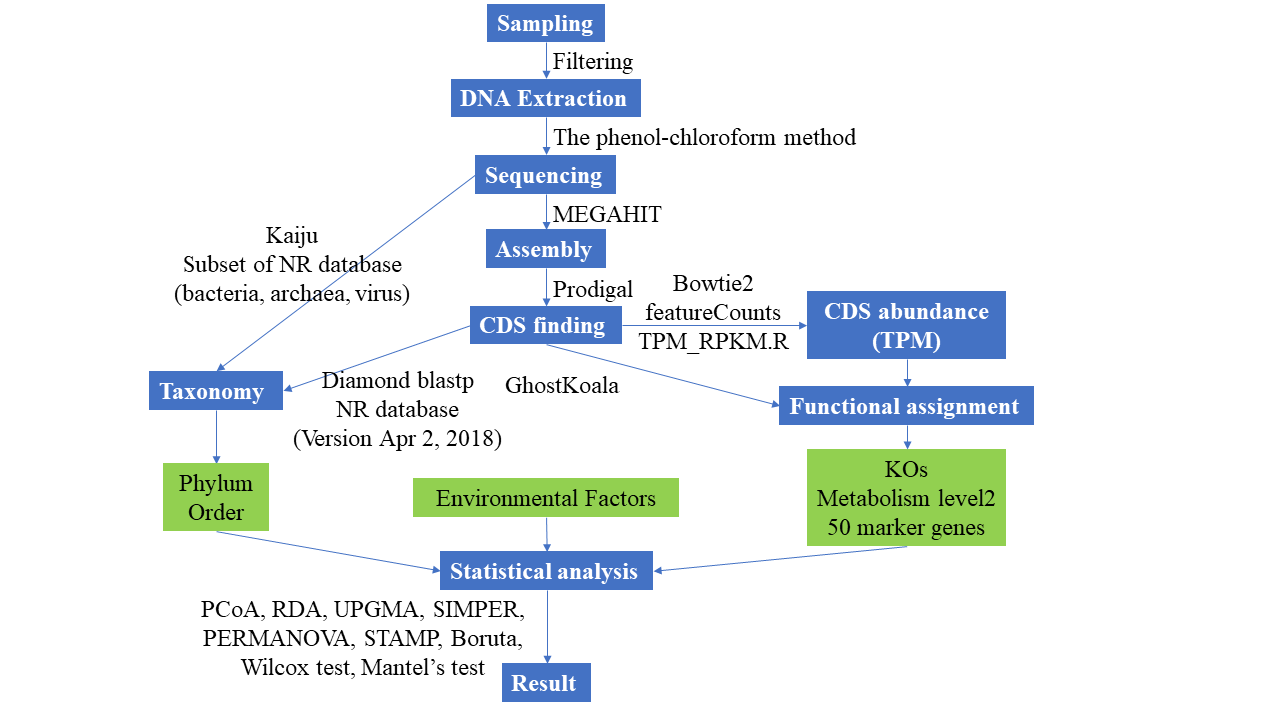 Sampling
Filtering
DNA Extraction
The phenol-chloroform method
Sequencing
MEGAHIT
Assembly
Kaiju
Subset of NR database
(bacteria, archaea, virus)
Prodigal
CDS finding
Bowtie2
featureCounts
TPM_RPKM.R
CDS abundance
(TPM)
Taxonomy
Diamond blastp
NR database
(Version Apr 2, 2018)
GhostKoala
Functional assignment
Phylum
Order
Environmental Factors
KOs
Metabolism level2
50 marker genes
Statistical analysis
PCoA, RDA, UPGMA, SIMPER,
PERMANOVA, STAMP, Boruta,
Wilcox test, Mantel’s test
Result